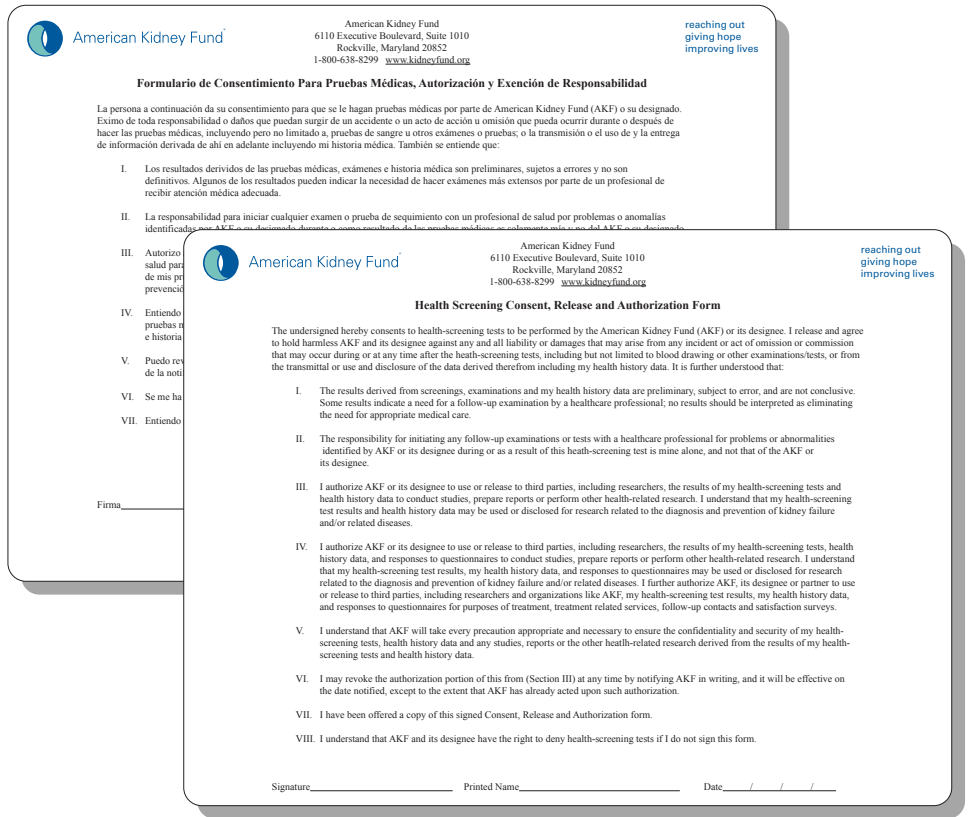 American Kidney Fund
American Kidney Fund
6110 Executive Boulevard, Suite 1010
Rockville, Maryland 20852
1-800-638-8299 www.kidneyfund.org
reaching out
giving hope
improving lives
Formulario de Consentimiento Para Pruebas Médicas, Autorización y Exención de Responsabilidad
La persona a continuación da su consentimiento para que se le hagan pruebas médicas por parte de American Kidney Fund (AKF) o su designado.
Eximo de toda responsabilidad o daños que puedan surgir de un accidente o un acto de acción u omisión que pueda ocurrir durante o después de
hacer las pruebas médicas, incluyendo pero no limitado a, pruebas de sangre u otros exámenes o pruebas; o la transmisión o el uso de y la entrega
de información derivada de ahí en adelante incluyendo mi historia médica. También se entiende que:
I. Los resultados derividos de las pruebas médicas, exámenes e historia médica son preliminares, sujetos a errores y no son
definitivos. Algunos de los resultados pueden indicar la necesidad de hacer exámenes más extensos por parte de un profesional de
recibir atención médica adecuada.
II. La responsabilidad para iniciar cualquier examen o prueba de sequimiento con un profesional de salud por problemas o anomalías
identificadas por AKF o su designado durante o como resultado de las pruebas médicas es solamente mía y no del AKF o su designado
III. Autorizo
salud para
de mis pr
prevenció
IV. Entiendo
pruebas m
e historia
V. Puedo rev
de la noti
VI. Se me ha
VII. Entiendo
Firma
American Kidney Fund
American Kidney Fund
6110 Executive Boulevard, Suite 1010
Rockville, Maryland 20852
1-800-638-8299 www.kidneyfund.org
reaching out
giving hope
improving lives
Health Screening Consent, Release and Authorization Form
The undersigned hereby consents to health-screening tests to be performed by the American Kidney Fund (AKF) or its designee. I release and agree
to hold harmless AKF and its designee against any and all liability or damages that may arise from any incident or act of omission or commission
that may occur during or at any time after the heath-screening tests, including but not limited to blood drawing or other examinations/tests, or from
the transmittal or use and disclosure of the data derived therefrom including my health history data. It is further understood that:
I. The results derived from screenings, examinations and my health history data are preliminary, subject to error, and are not conclusive.
Some results indicate a need for a follow-up examination by a healthcare professional; no results should be interpreted as eliminating
the need for appropriate medical care.
II. The responsibility for initiating any follow-up examinations or tests with a healthcare professional for problems or abnormalities
identified by AKF or its designee during or as a result of this heath-screening test is mine alone, and not that of the AKF or
its designee.
III. I authorize AKF or its designee to use or release to third parties, including researchers, the results of my health-screening tests and
health history data to conduct studies, prepare reports or perform other health-related research. I understand that my health-screening
test results and health history data may be used or disclosed for research related to the diagnosis and prevention of kidney failure
and/or related diseases.
IV. I authorize AKF or its designee to use or release to third parties, including researchers, the results of my health-screening tests, health
history data, and responses to questionnaires to conduct studies, prepare reports or perform other health-related research. I understand
that my health-screening test results, my health history data, and responses to questionnaires may be used or disclosed for research
related to the diagnosis and prevention of kidney failure and/or related diseases. I further authorize AKF, its designee or partner to use
or release to third parties, including researchers and organizations like AKF, my health-screening test results, my health history data,
and responses to questionnaires for purposes of treatment, treatment related services, follow-up contacts and satisfaction surveys.
V. I understand that AKF will take every precaution appropriate and necessary to ensure the confidentiality and security of my health-
screening tests, health history data and any studies, reports or the other heatlh-related research derived from the results of my health-
screening tests and health history data.
VI. I may revoke the authorization portion of this from (Section III) at any time by notifying AKF in writing, and it will be effective on
the date notified, except to the extent that AKF has already acted upon such authorization.
VII. I have been offered a copy of this signed Consent, Release and Authorization form.
VIII. I understand that AKF and its designee have the right to deny health-screening tests if I do not sign this form.
Signature Printed Name Date / / /